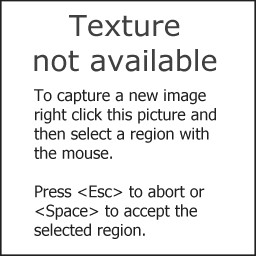 Texture
not available
To capture a new image
right click this picture and
then select a region with
the mouse.
Press <Esc> to abort or
<Space> to accept the
selected region.